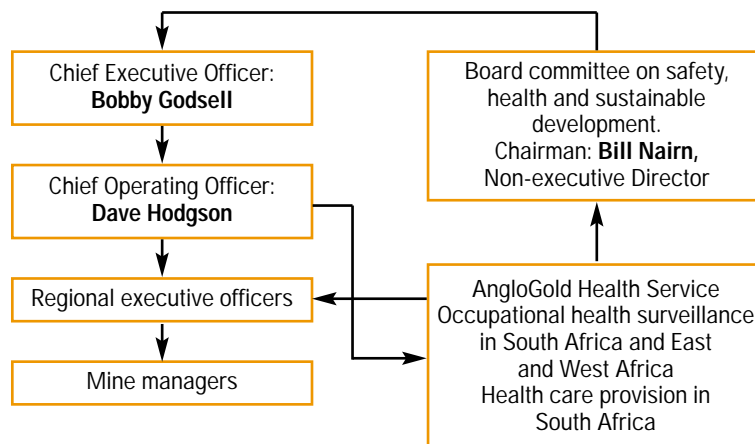 Chief Executive Officer:
Bobby Godsell
Chief Operating Officer:
Dave Hodgson
Regional executive officers
Mine managers
Board committee on safety,
health and sustainable
development.
Chairman: Bill Nairn,
Non-executive Director
AngloGold Health Service
Occupational health surveillance
in South Africa and East
and West Africa
Health care provision in
South Africa